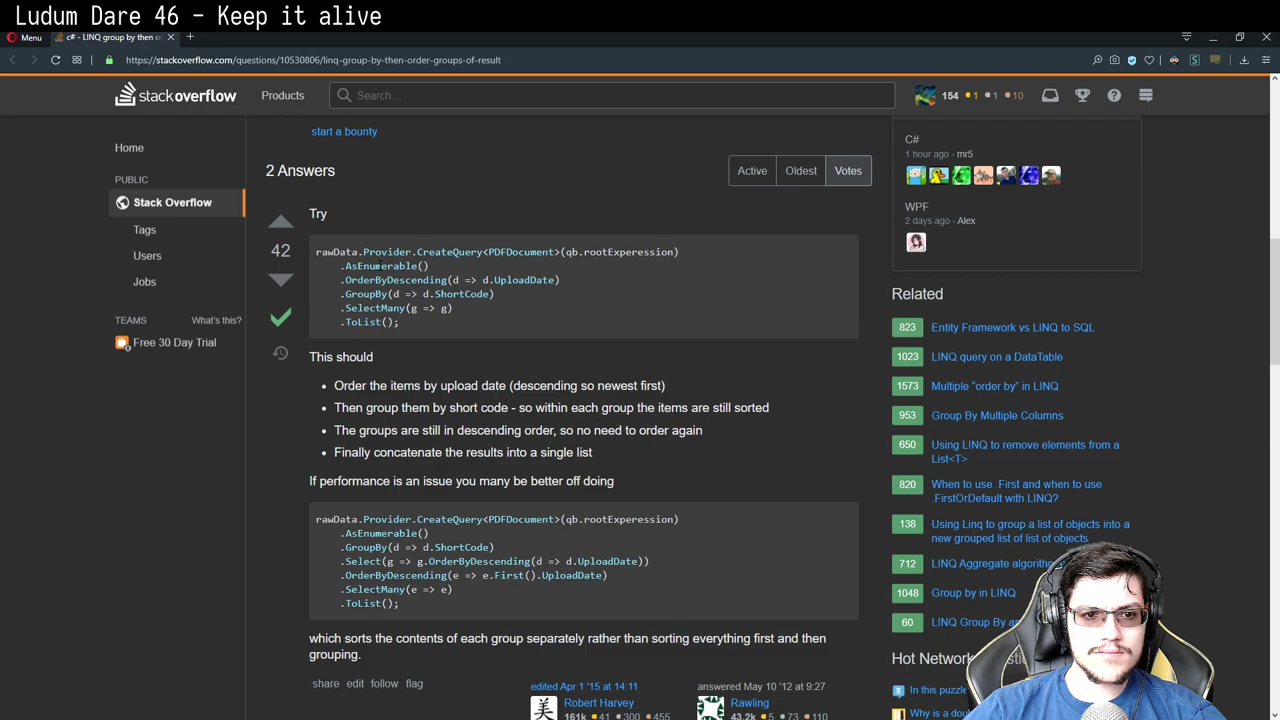 Ludum Dare 46 - Keep it alive
Menu
c# - LINQ group by then o
https://stackoverflow.com/questions/10530806/linq-group-by-then-order-groups-of-result
stackoverflow
Products
Search...
154 1 1 10
Home
PUBLIC
Stack Overflow
Tags
Users
Jobs
TEAMS What's this?
Free 30 Day Trial
start a bounty
2 Answers
Active Oldest Votes
42
Try
rawData.Provider.CreateQuery<PDFDocument>(qb.rootExperession)
.AsEnumerable()
.OrderByDescending(d => d.UploadDate)
.GroupBy(d => d.ShortCode)
.SelectMany(g => g)
.ToList();
This should
• Order the items by upload date (descending so newest first)
• Then group them by short code - so within each group the items are still sorted
• The groups are still in descending order, so no need to order again
• Finally concatenate the results into a single list
If performance is an issue you many be better off doing
rawData.Provider.CreateQuery<PDFDocument>(qb.rootExperession)
.AsEnumerable()
.GroupBy(d => d.ShortCode)
.Select(g => g.OrderByDescending(d => d.UploadDate))
.OrderByDescending(e => e.First().UploadDate)
.SelectMany(e => e)
.ToList();
which sorts the contents of each group separately rather than sorting everything first and then
grouping.
share edit follow flag
edited Apr 1 '15 at 14:11
Robert Harvey
161k 41 300 455
answered May 10 '12 at 9:27
Rawling
43.2k 5 73 110
C#
1 hour ago - mr5
WPF
2 days ago - Alex
Related
823 Entity Framework vs LINQ to SQL
1023 LINQ query on a DataTable
1573 Multiple "order by" in LINQ
953 Group By Multiple Columns
650 Using LINQ to remove elements from a
List<T>
820 When to use .First and when to use
.FirstOrDefault with LINQ?
138 Using Linq to group a list of objects into a
new grouped list of list of objects
712 LINQ Aggregate algorithm
1048 Group by in LINQ
60 LINQ Group By
Hot Network
In this puzzle
Why is a